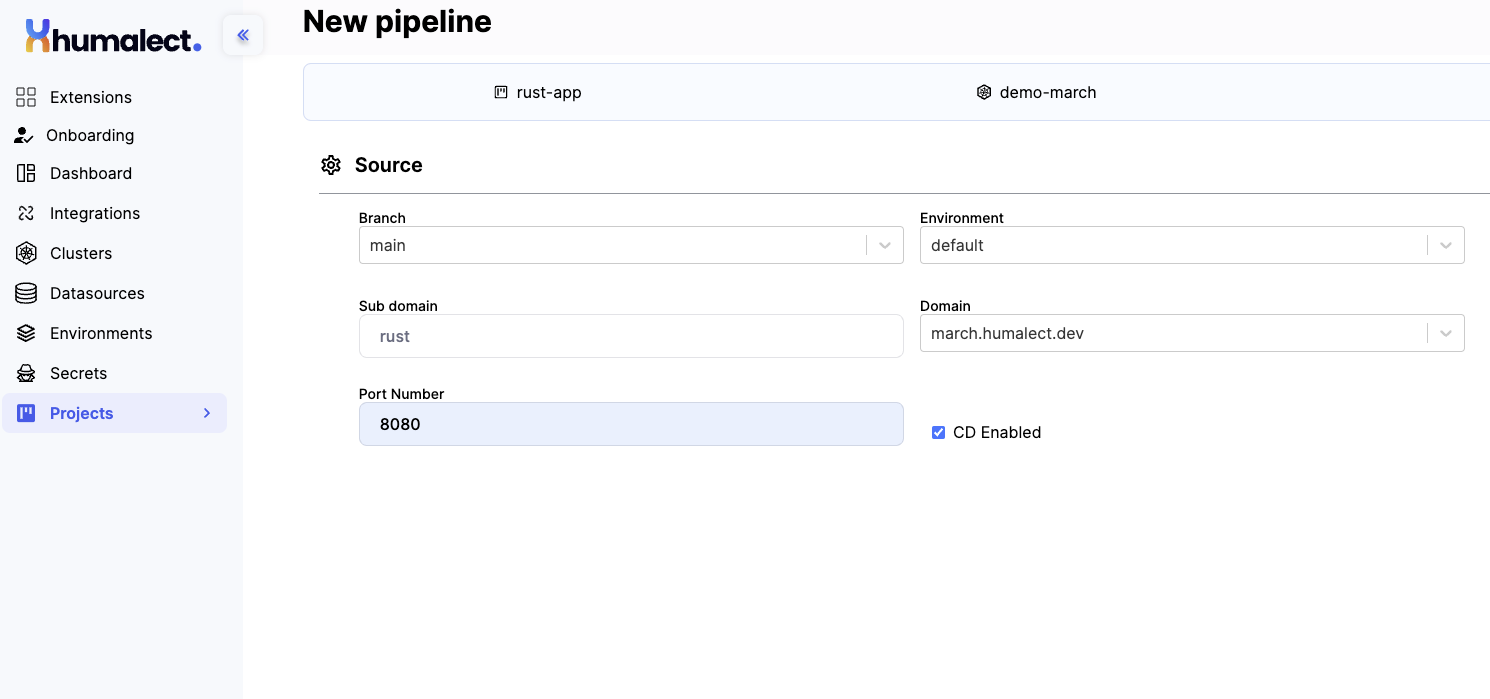 humalect.
New pipeline
rust-app demo-march
Extensions
Onboarding
Dashboard
Integrations
Clusters
Datasources
Environments
Secrets
Projects
Source
Branch Environment
main default
Sub domain Domain
rust march.humalect.dev
Port Number
8080 CD Enabled